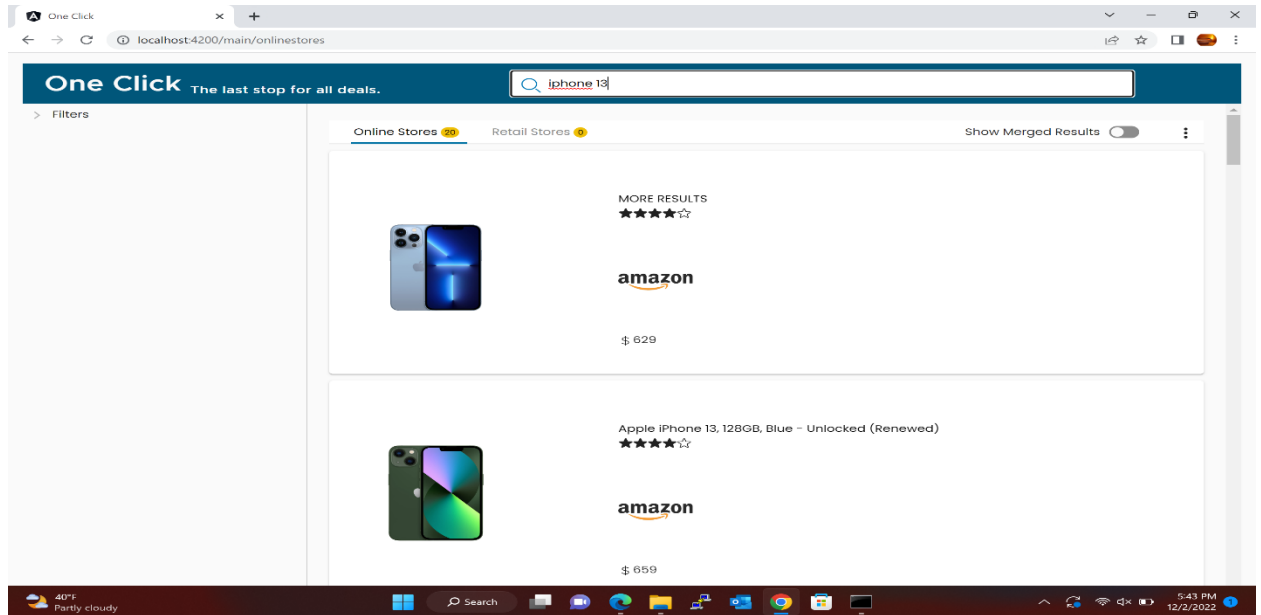 One Click
localhost:4200/main/onlinestores
One Click The last stop for all deals.
iphone 13
Filters
Online Stores 20
Retail Stores 0
Show Merged Results
MORE RESULTS
amazon
$ 629
Apple iPhone 13, 128GB, Blue - Unlocked (Renewed)
amazon
$ 659
40°F
Partly cloudy
Search
5:43 PM
12/2/2022
1